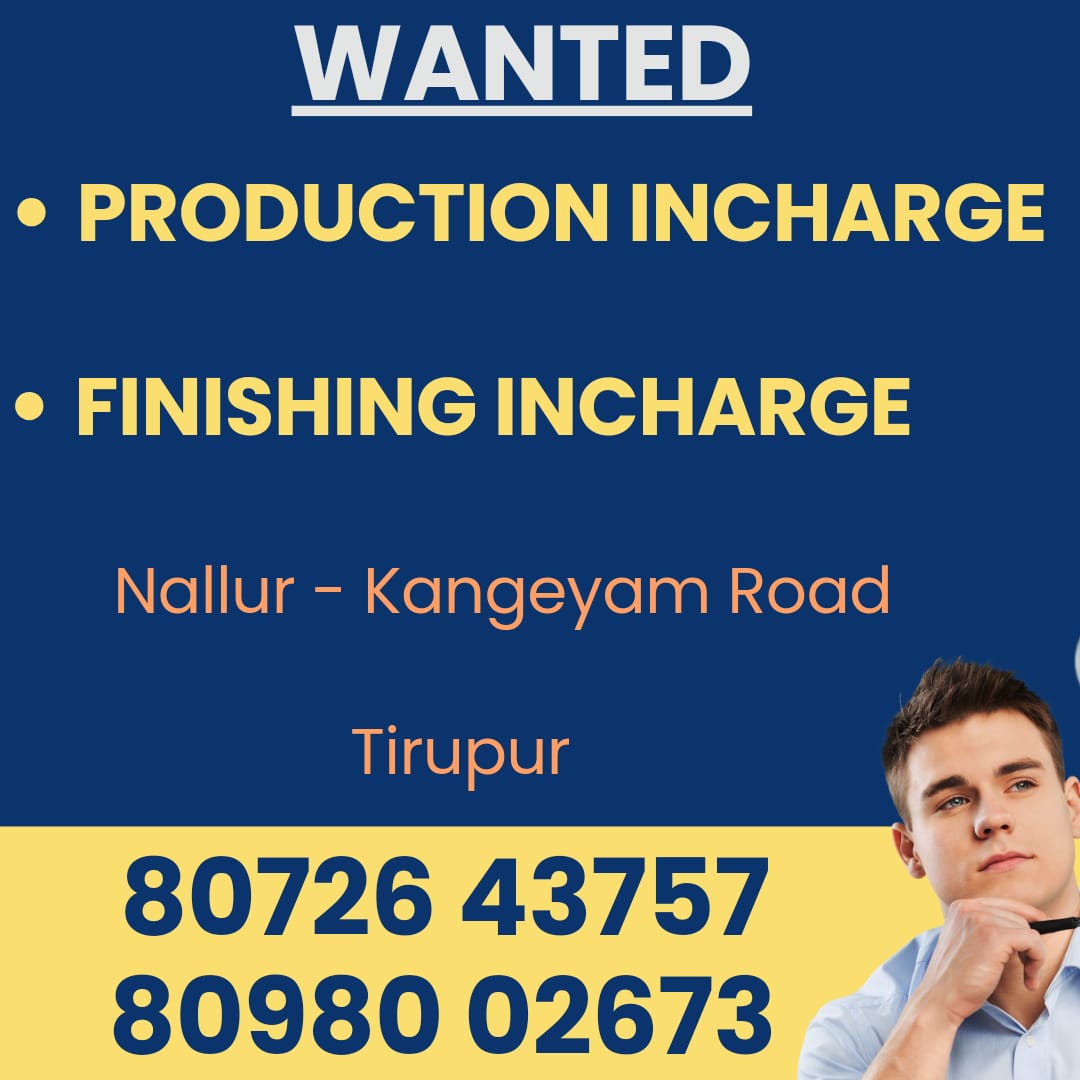 WANTED
• PRODUCTION INCHARGE
• FINISHING INCHARGE
Nallur - Kangeyam Road
Tirupur
80726 43757
80980 02673